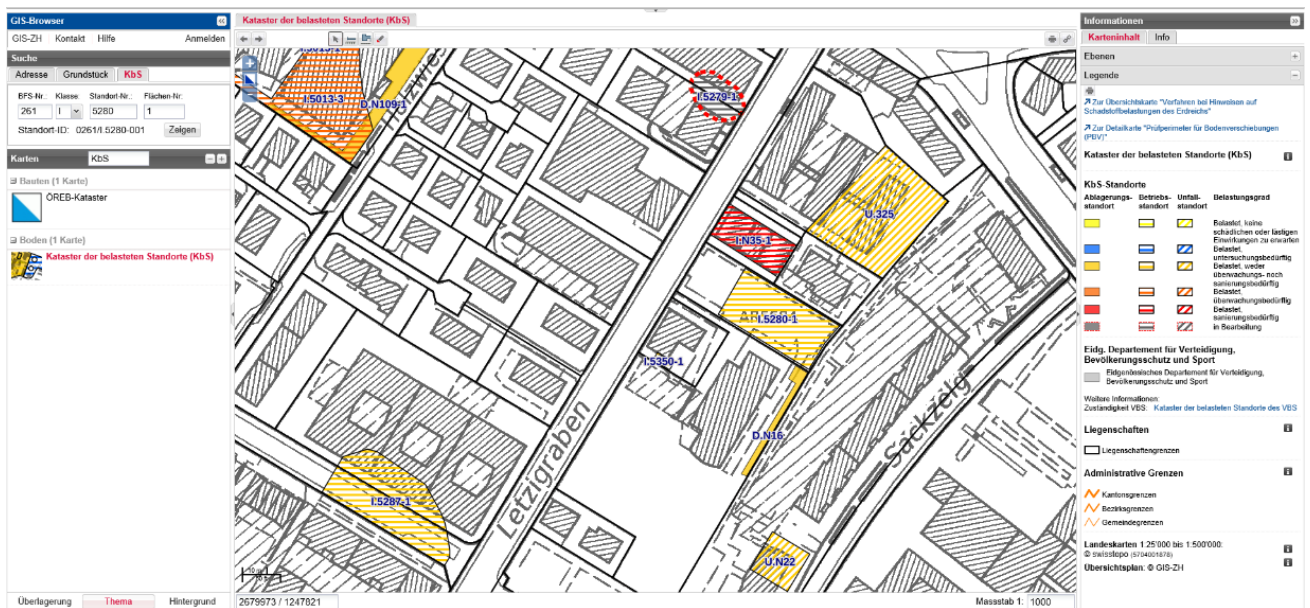 GIS-Browser
GIS-ZH Kontakt Hilfe Anmelden
Suche
Adresse Grundstück KbS
BFS-Nr.: Klasse: Standort-Nr.: Flächen-Nr:
261 I 5280 1
Standort-ID: 0261/I.5280-001 Zeigen
Karten KbS
Bauten (1 Karte)
ÖREB-Kataster
Boden (1 Karte)
Kataster der belasteten Standorte (KbS)
Überlagerung Thema Hintergrund
Kataster der belasteten Standorte (KbS)
I.5013-3
D.N109-1
I.5279-1
U.325
I.N35-1
I.5280-1
I.5350-1
D.N16
I.5287-1
U.N22
Letzigraben
Sackzelg
10 m
2679973 / 1247821
Massstab 1: 1000
Informationen
Karteninhalt Info
Ebenen
Legende
Zur Übersichtskarte "Verfahren bei Hinweisen auf
Schadstoffbelastungen des Erdreichs"
Zur Detailkarte "Prüfperimeter für Bodenverschiebungen
(PBV)"
Kataster der belasteten Standorte (KbS)
KbS-Standorte
Ablagerungs- Betriebs- Unfall- Belastungsgrad
standort standort standort
Belastet, keine
schädlichen oder lästigen
Einwirkungen zu erwarten
Belastet,
untersuchungsbedürftig
Belastet, weder
überwachungs- noch
sanierungsbedürftig
Belastet,
überwachungsbedürftig
Belastet,
sanierungsbedürftig
in Bearbeitung
Eidg. Departement für Verteidigung,
Bevölkerungsschutz und Sport
Eidgenössisches Departement für Verteidigung,
Bevölkerungsschutz und Sport
Weitere Informationen:
Zuständigkeit VBS: Kataster der belasteten Standorte des VBS
Liegenschaften
Liegenschaftengrenzen
Administrative Grenzen
Kantonsgrenzen
Bezirksgrenzen
Gemeindegrenzen
Landeskarten 1:25'000 bis 1:500'000:
© swisstopo (5704001878)
Übersichtsplan: © GIS-ZH